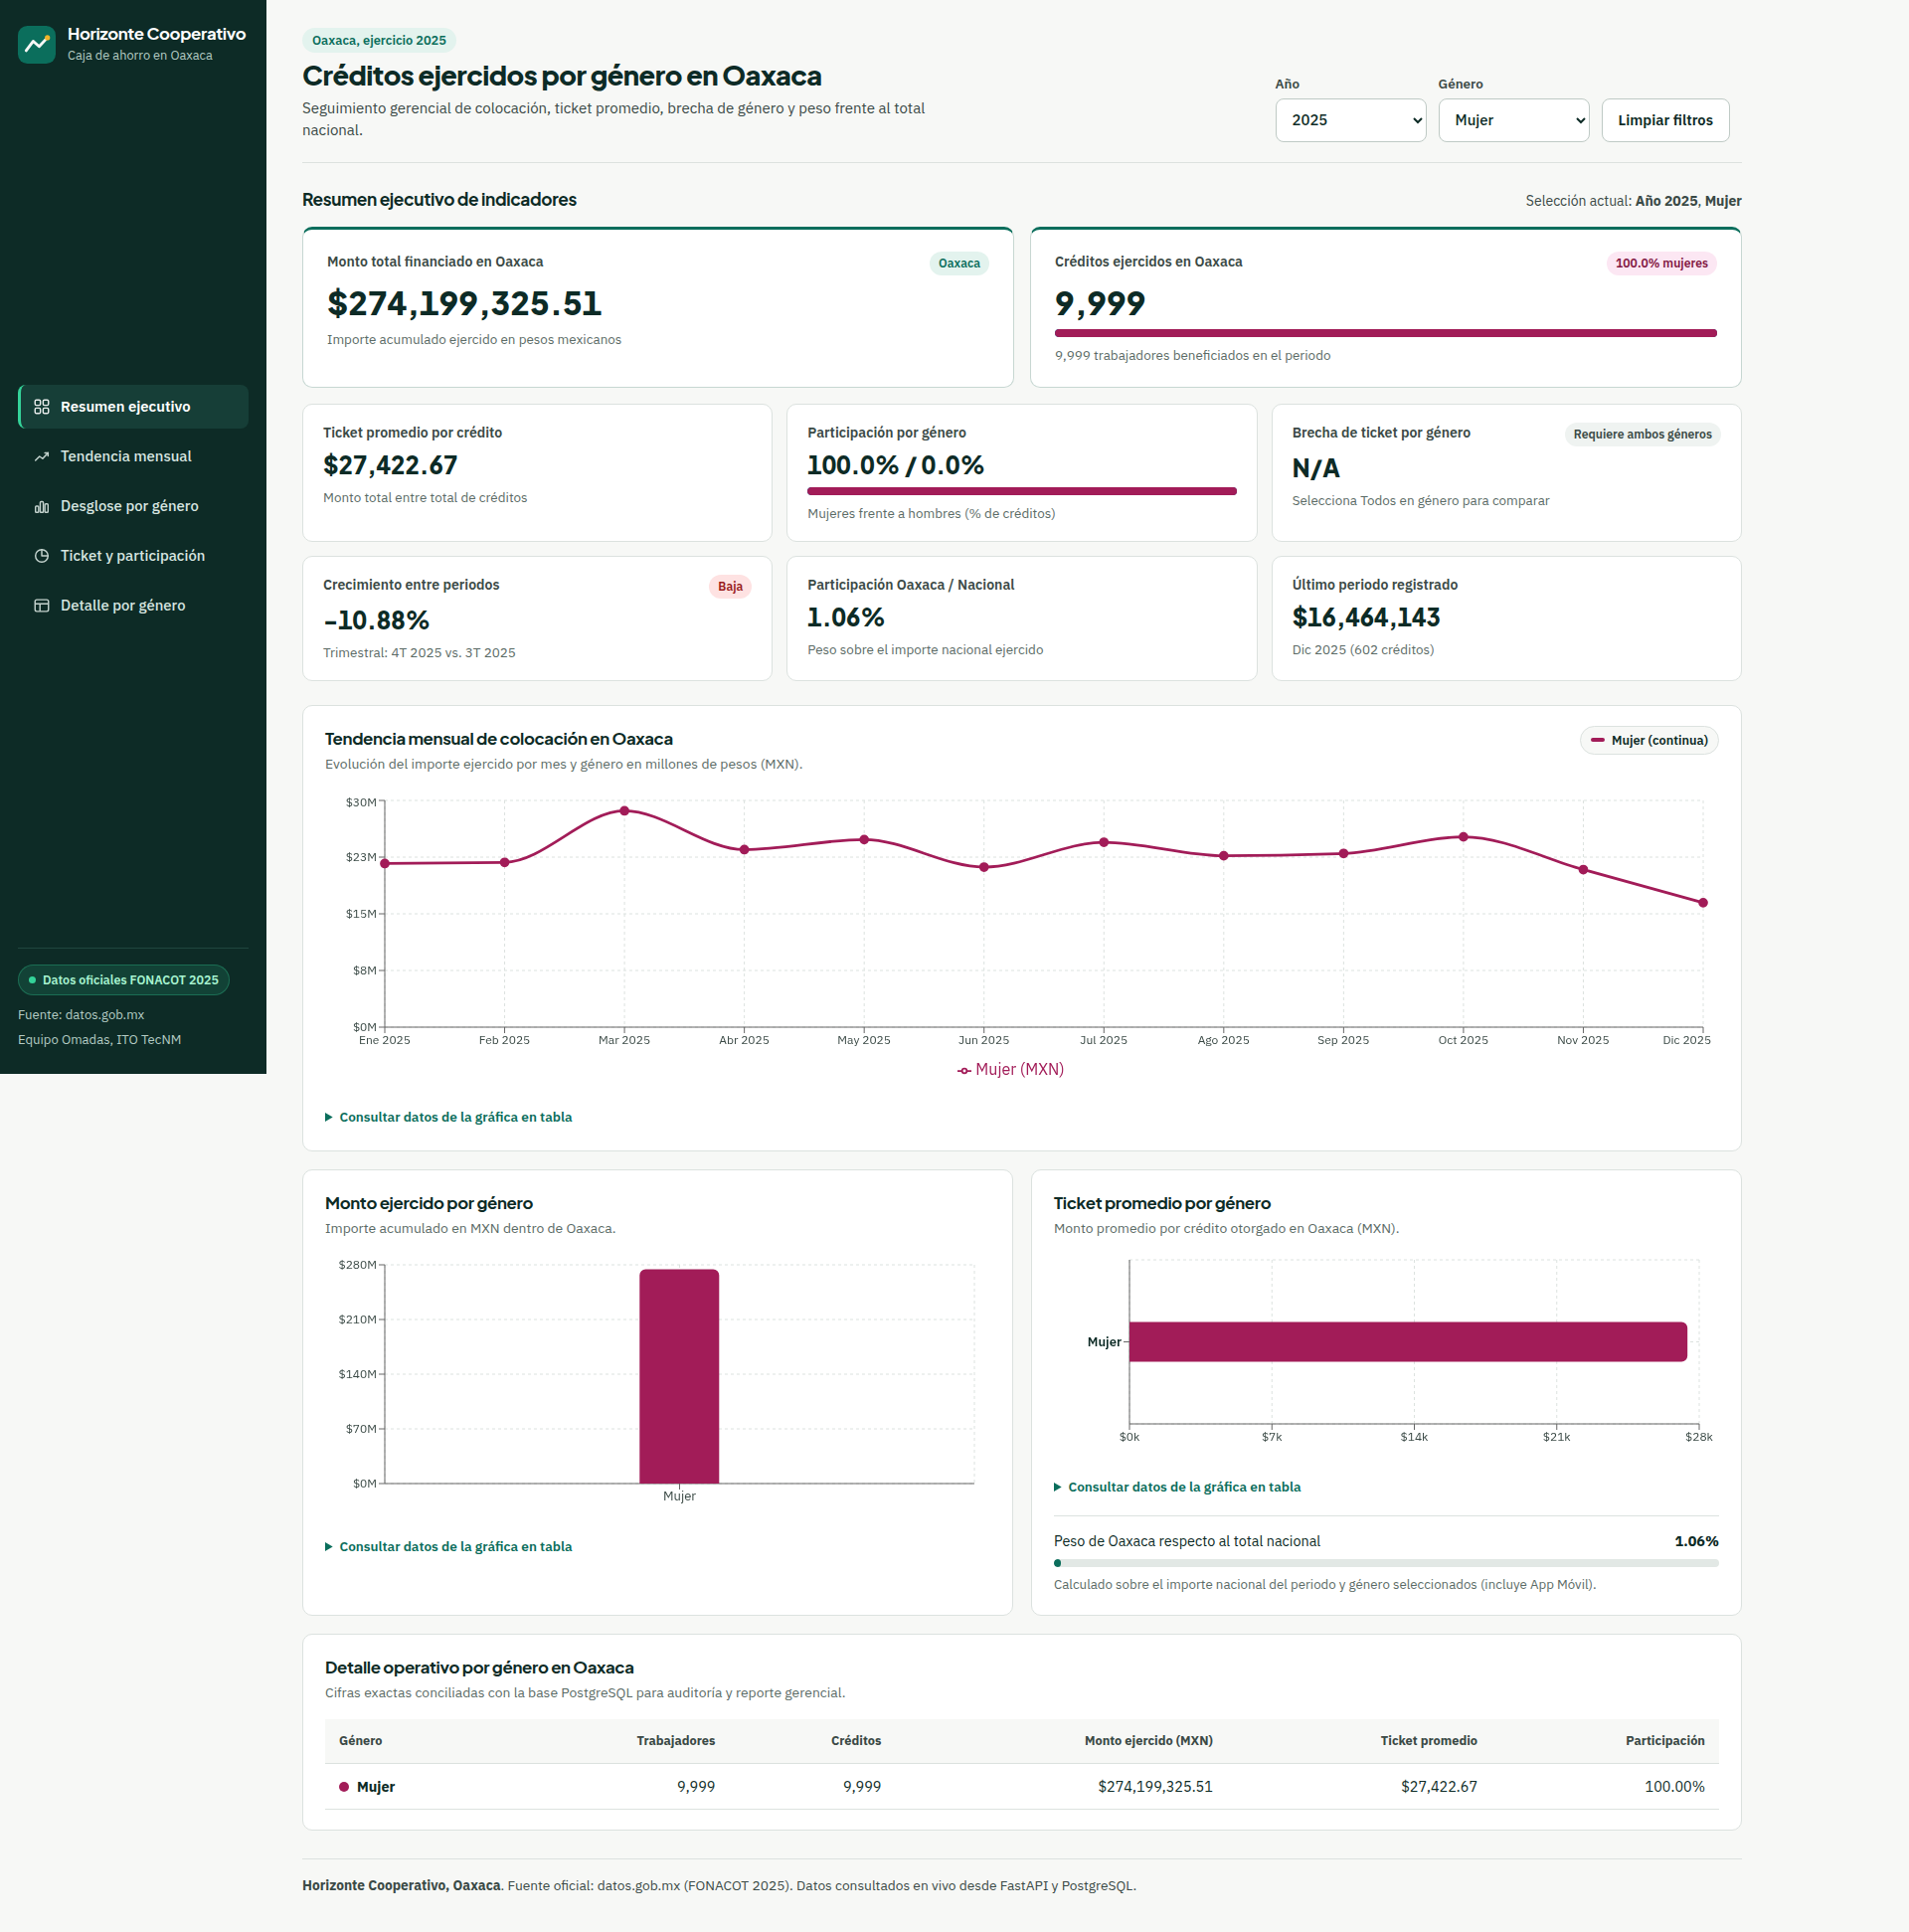 Horizonte Cooperativo
Caja de ahorro en Oaxaca
Resumen ejecutivo
Tendencia mensual
Desglose por género
Ticket y participación
Detalle por género
Datos oficiales FONACOT 2025
Fuente: datos.gob.mx
Equipo Omadas, ITO TecNM
Oaxaca, ejercicio 2025
Créditos ejercidos por género en Oaxaca
Seguimiento gerencial de colocación, ticket promedio, brecha de género y peso frente al total
nacional.
Año
Género
2025
Mujer
Limpiar filtros
Resumen ejecutivo de indicadores
Selección actual: Año 2025, Mujer
Monto total financiado en Oaxaca
Oaxaca
$274,199,325.51
Importe acumulado ejercido en pesos mexicanos
Créditos ejercidos en Oaxaca
100.0% mujeres
9,999
9,999 trabajadores beneficiados en el periodo
Ticket promedio por crédito
$27,422.67
Monto total entre total de créditos
Participación por género
100.0% / 0.0%
Mujeres frente a hombres (% de créditos)
Brecha de ticket por género
Requiere ambos géneros
N/A
Selecciona Todos en género para comparar
Crecimiento entre periodos
Baja
−10.88%
Trimestral: 4T 2025 vs. 3T 2025
Participación Oaxaca / Nacional
1.06%
Peso sobre el importe nacional ejercido
Último periodo registrado
$16,464,143
Dic 2025 (602 créditos)
Tendencia mensual de colocación en Oaxaca
Mujer (continua)
Evolución del importe ejercido por mes y género en millones de pesos (MXN).
$30M
$23M
$15M
$8M
$0M
Ene 2025 Feb 2025 Mar 2025 Abr 2025 May 2025 Jun 2025 Jul 2025 Ago 2025 Sep 2025 Oct 2025 Nov 2025 Dic 2025
Mujer (MXN)
Consultar datos de la gráfica en tabla
Monto ejercido por género
Importe acumulado en MXN dentro de Oaxaca.
$280M
$210M
$140M
$70M
$0M
Mujer
Consultar datos de la gráfica en tabla
Ticket promedio por género
Monto promedio por crédito otorgado en Oaxaca (MXN).
Mujer
$0k $7k $14k $21k $28k
Consultar datos de la gráfica en tabla
Peso de Oaxaca respecto al total nacional 1.06%
Calculado sobre el importe nacional del periodo y género seleccionados (incluye App Móvil).
Detalle operativo por género en Oaxaca
Cifras exactas conciliadas con la base PostgreSQL para auditoría y reporte gerencial.
Género Trabajadores Créditos Monto ejercido (MXN) Ticket promedio Participación
Mujer 9,999 9,999 $274,199,325.51 $27,422.67 100.00%
Horizonte Cooperativo, Oaxaca. Fuente oficial: datos.gob.mx (FONACOT 2025). Datos consultados en vivo desde FastAPI y PostgreSQL.